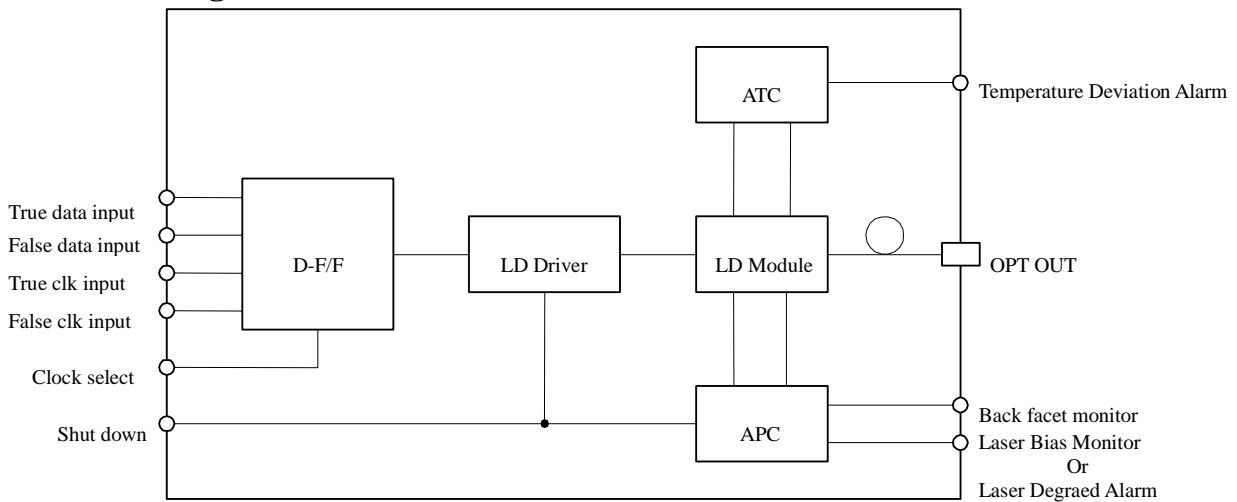 ATC
Temperature Deviation Alarm
True data input
False data input
True clk input
False clk input
D-F/F
LD Driver
LD Module
OPT OUT
Clock select
Shut down
APC
Back facet monitor
Laser Bias Monitor
Or
Laser Degraed Alarm